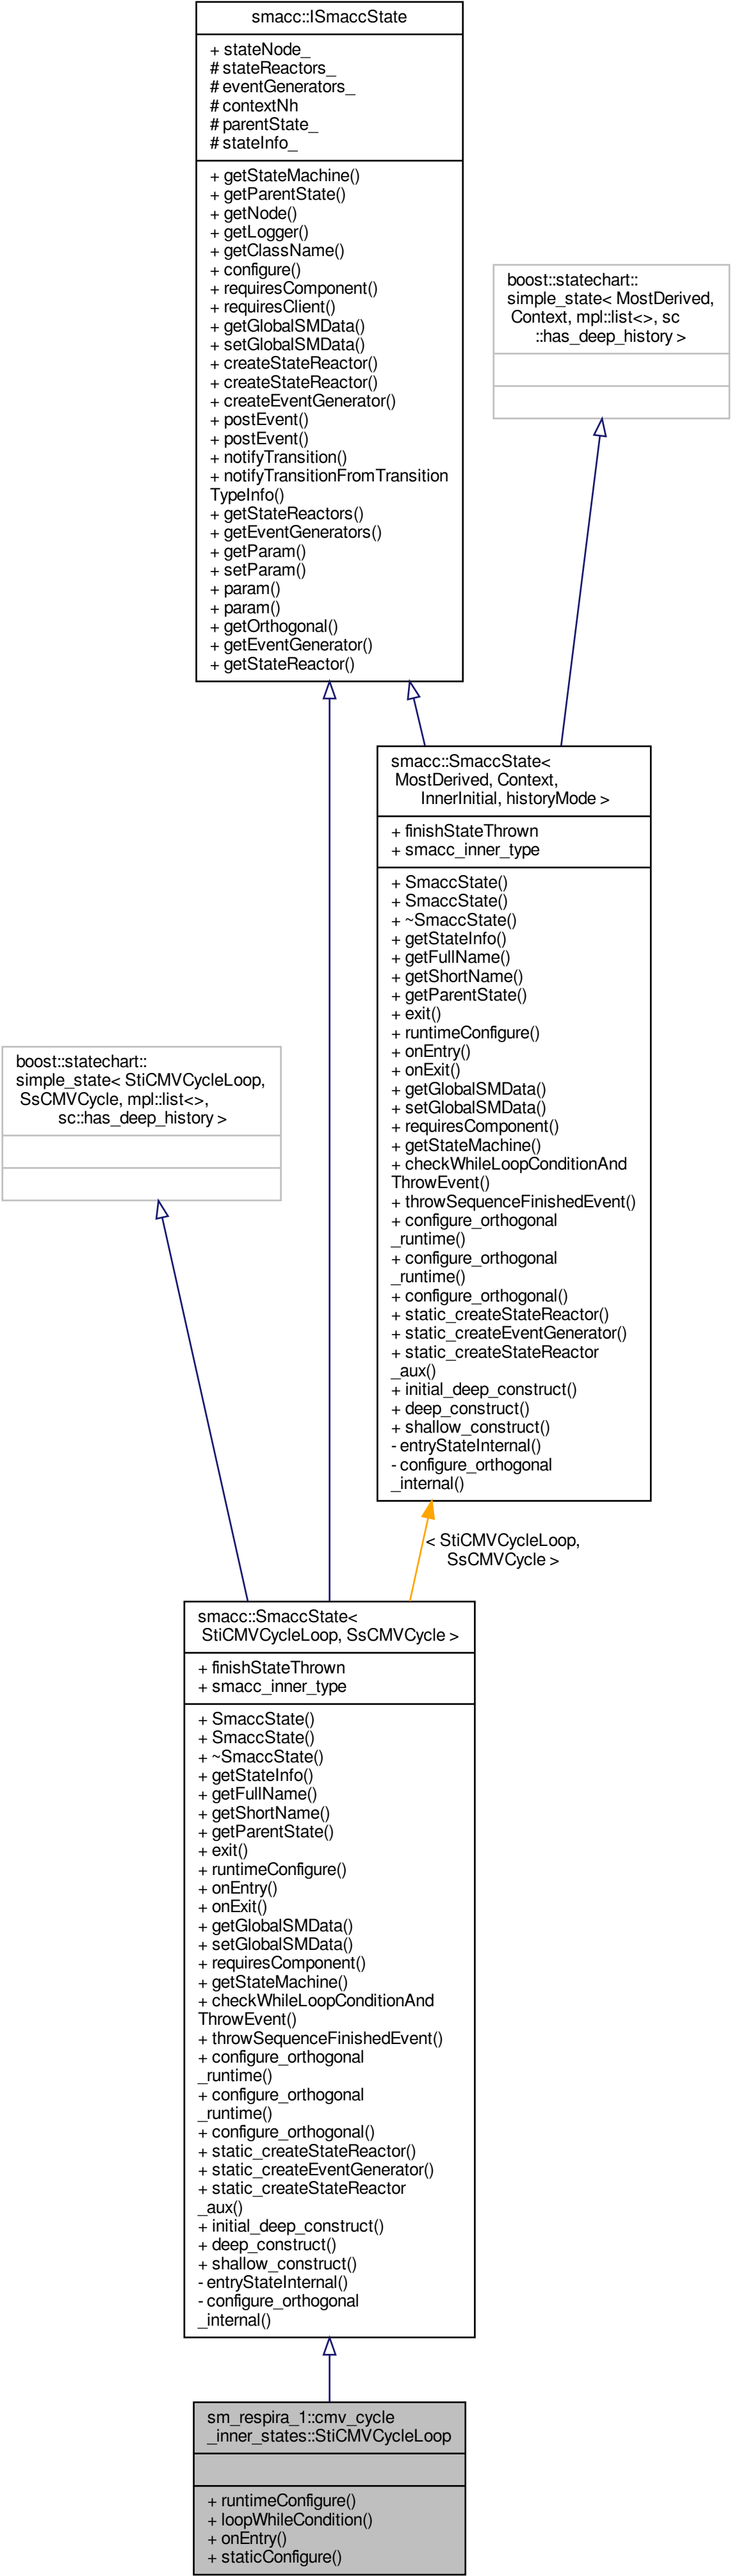 smacc::ISmaccState
+ stateNode_
# stateReactors_
# eventGenerators_
# contextNh
# parentState_
# stateInfo_
+ getStateMachine()
+ getParentState()
+ getNode()
+ getLogger()
+ getClassName()
+ configure()
+ requiresComponent()
+ requiresClient()
+ getGlobalSMData()
+ setGlobalSMData()
+ createStateReactor()
+ createStateReactor()
+ createEventGenerator()
+ postEvent()
+ postEvent()
+ notifyTransition()
+ notifyTransitionFromTransition
TypeInfo()
+ getStateReactors()
+ getEventGenerators()
+ getParam()
+ setParam()
+ param()
+ param()
+ getOrthogonal()
+ getEventGenerator()
+ getStateReactor()
boost::statechart::
simple_state< MostDerived,
Context, mpl::list<>, sc
::has_deep_history >
smacc::SmaccState<
MostDerived, Context,
InnerInitial, historyMode >
+ finishStateThrown
+ smacc_inner_type
+ SmaccState()
+ SmaccState()
+ ~SmaccState()
+ getStateInfo()
+ getFullName()
+ getShortName()
+ getParentState()
+ exit()
+ runtimeConfigure()
+ onEntry()
+ onExit()
+ getGlobalSMData()
+ setGlobalSMData()
+ requiresComponent()
+ getStateMachine()
+ checkWhileLoopConditionAnd
ThrowEvent()
+ throwSequenceFinishedEvent()
+ configure_orthogonal
_runtime()
+ configure_orthogonal
_runtime()
+ configure_orthogonal()
+ static_createStateReactor()
+ static_createEventGenerator()
+ static_createStateReactor
_aux()
+ initial_deep_construct()
+ deep_construct()
+ shallow_construct()
- entryStateInternal()
- configure_orthogonal
_internal()
boost::statechart::
simple_state< StiCMVCycleLoop,
SsCMVCycle, mpl::list<>,
sc::has_deep_history >
< StiCMVCycleLoop,
SsCMVCycle >
smacc::SmaccState<
StiCMVCycleLoop, SsCMVCycle >
+ finishStateThrown
+ smacc_inner_type
+ SmaccState()
+ SmaccState()
+ ~SmaccState()
+ getStateInfo()
+ getFullName()
+ getShortName()
+ getParentState()
+ exit()
+ runtimeConfigure()
+ onEntry()
+ onExit()
+ getGlobalSMData()
+ setGlobalSMData()
+ requiresComponent()
+ getStateMachine()
+ checkWhileLoopConditionAnd
ThrowEvent()
+ throwSequenceFinishedEvent()
+ configure_orthogonal
_runtime()
+ configure_orthogonal
_runtime()
+ configure_orthogonal()
+ static_createStateReactor()
+ static_createEventGenerator()
+ static_createStateReactor
_aux()
+ initial_deep_construct()
+ deep_construct()
+ shallow_construct()
- entryStateInternal()
- configure_orthogonal
_internal()
sm_respira_1::cmv_cycle
_inner_states::StiCMVCycleLoop
+ runtimeConfigure()
+ loopWhileCondition()
+ onEntry()
+ staticConfigure()